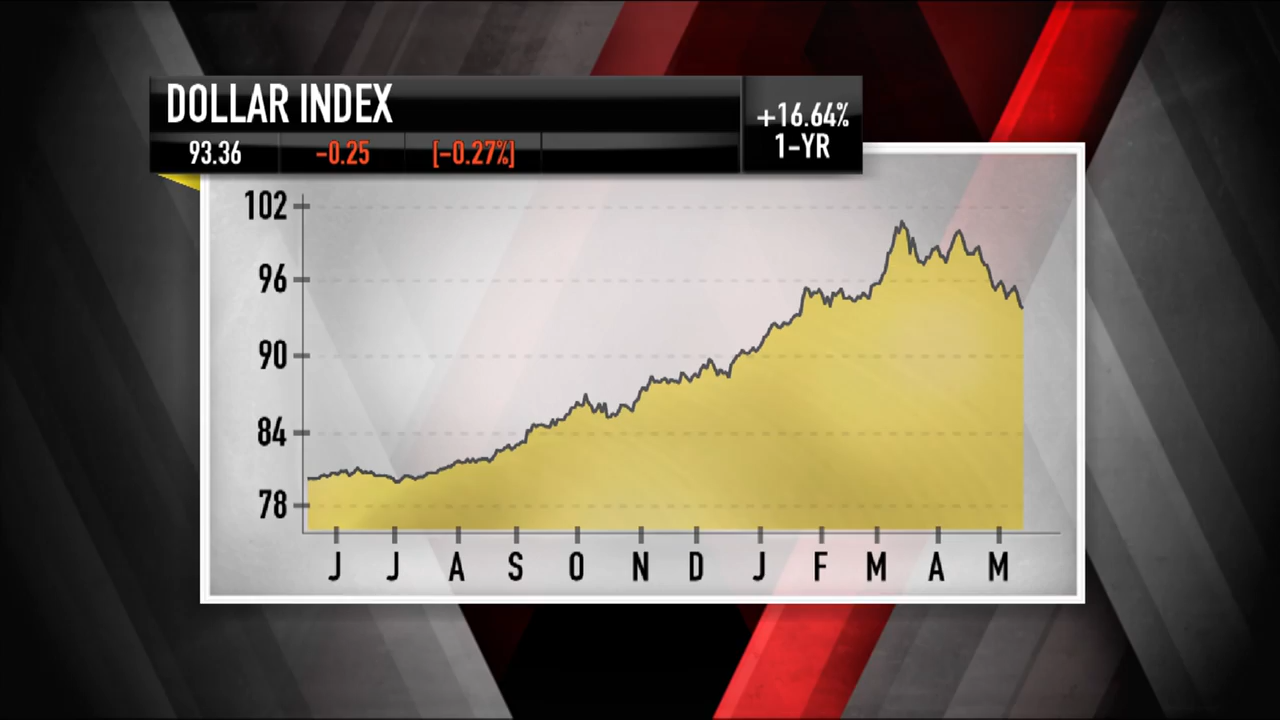 DOLLAR INDEX
93.36 -0.25 [-0.27%]
+16.64%
1-YR
102
96
90
84
78
J J A S O N D J F M A M